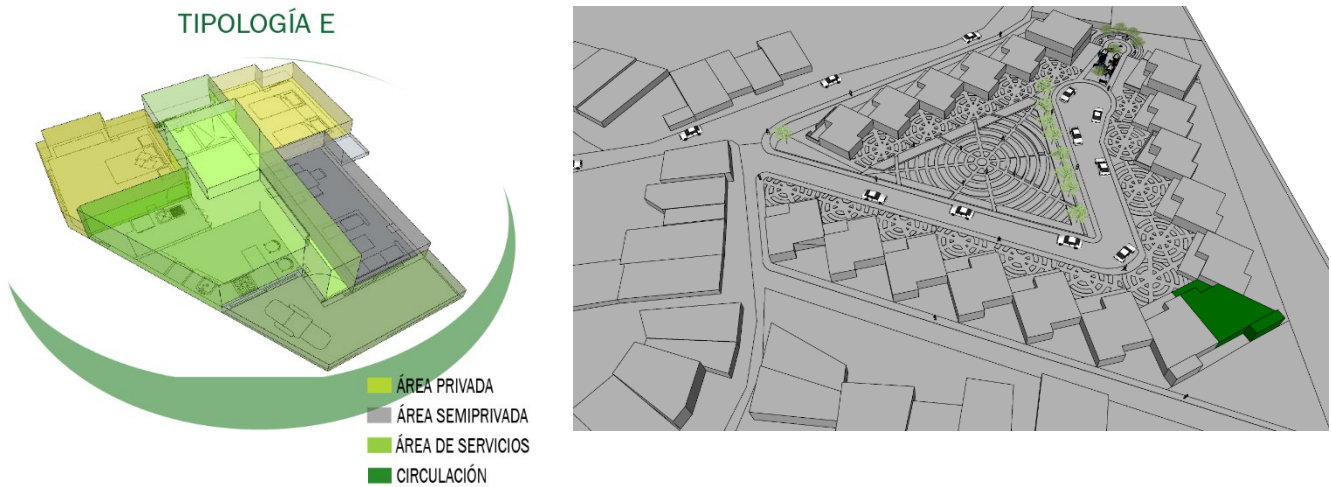 TIPOLOGÍA E
ÁREA PRIVADA
ÁREA SEMIPRIVADA
ÁREA DE SERVICIOS
CIRCULACIÓN